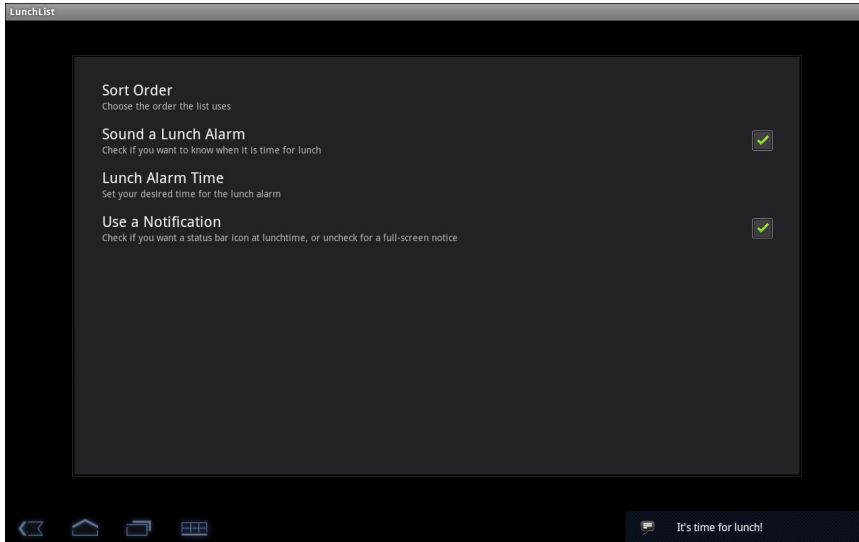 LunchList
Sort Order
Choose the order the list uses
Sound a Lunch Alarm
Check if you want to know when it is time for lunch
Lunch Alarm Time
Set your desired time for the lunch alarm
Use a Notification
Check if you want a status bar icon at lunchtime, or uncheck for a full-screen notice
It's time for lunch!